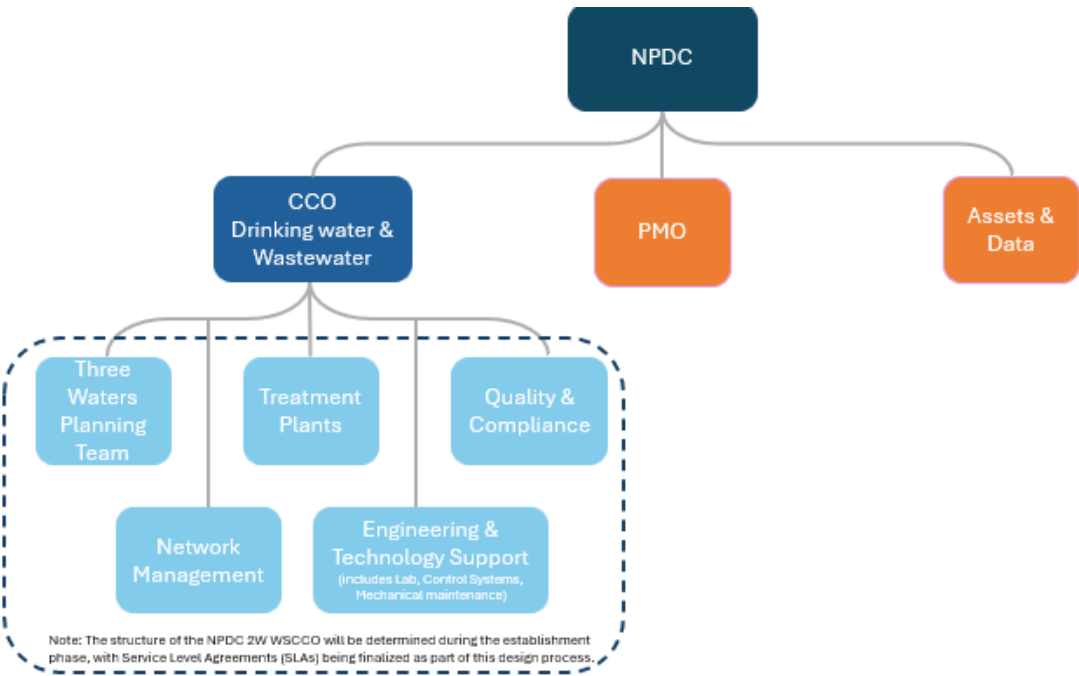 NPDC
CCO
Drinking water &
Wastewater
PMO
Assets &
Data
Three
Waters
Planning
Team
Treatment
Plants
Quality &
Compliance
Network
Management
Engineering &
Technology Support
(includes Lab, Control Systems,
Mechanical maintenance)
Note: The structure of the NPDC 2W WSCCO will be determined during the establishment
phase, with Service Level Agreements (SLAs) being finalized as part of this design process.